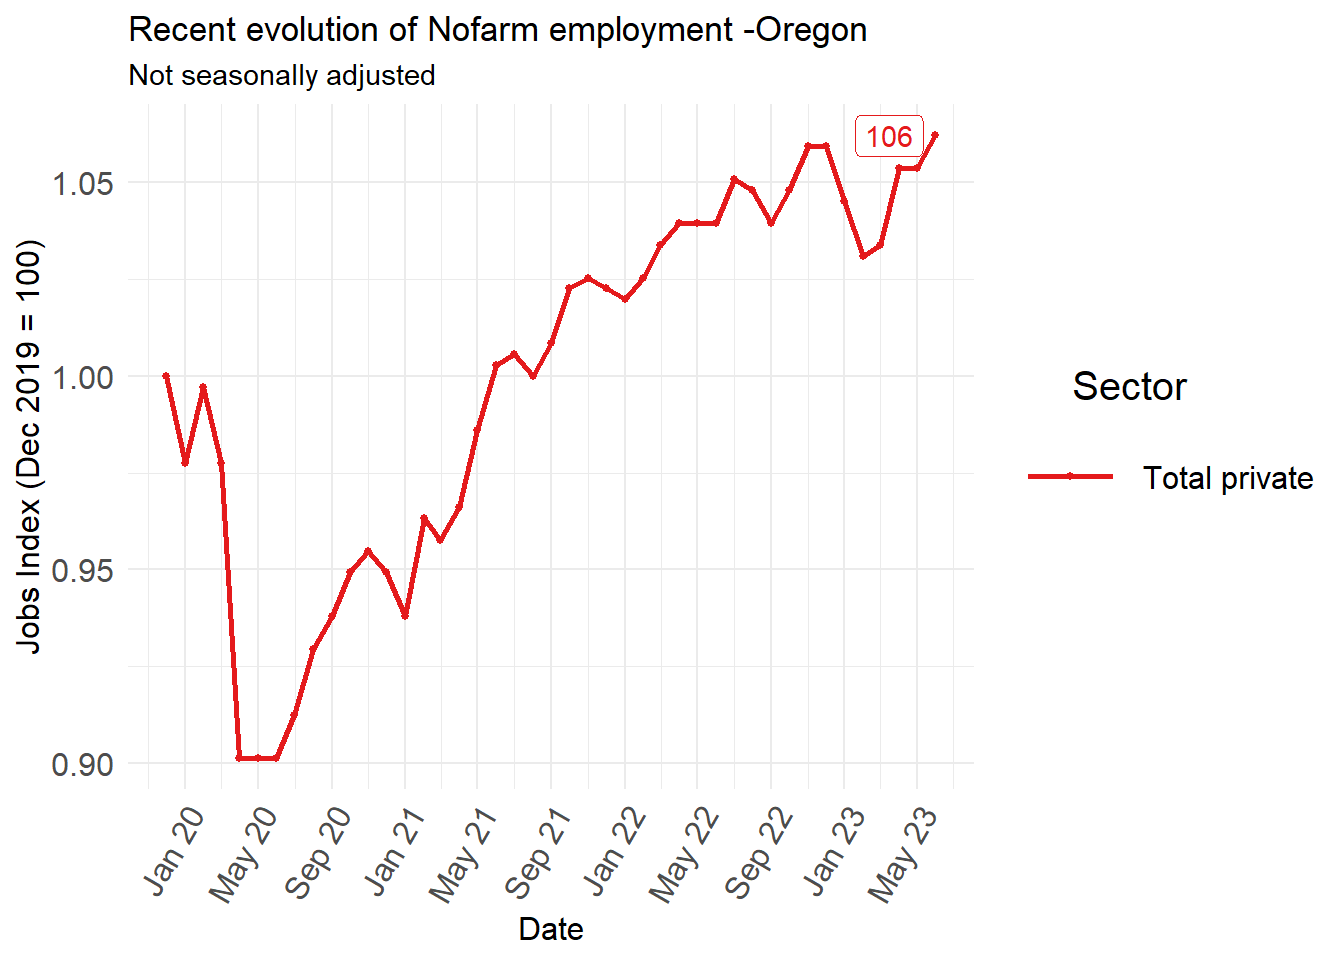 Recent evolution of Nofarm employment -Oregon
Not seasonally adjusted
106
1.05
1.00
0.95
0.90
Jobs Index (Dec 2019 = 100)
Jan 20
May 20
Sep 20
Jan 21
May 21
Sep 21
Jan 22
May 22
Sep 22
Jan 23
May 23
Date
Sector
Total private